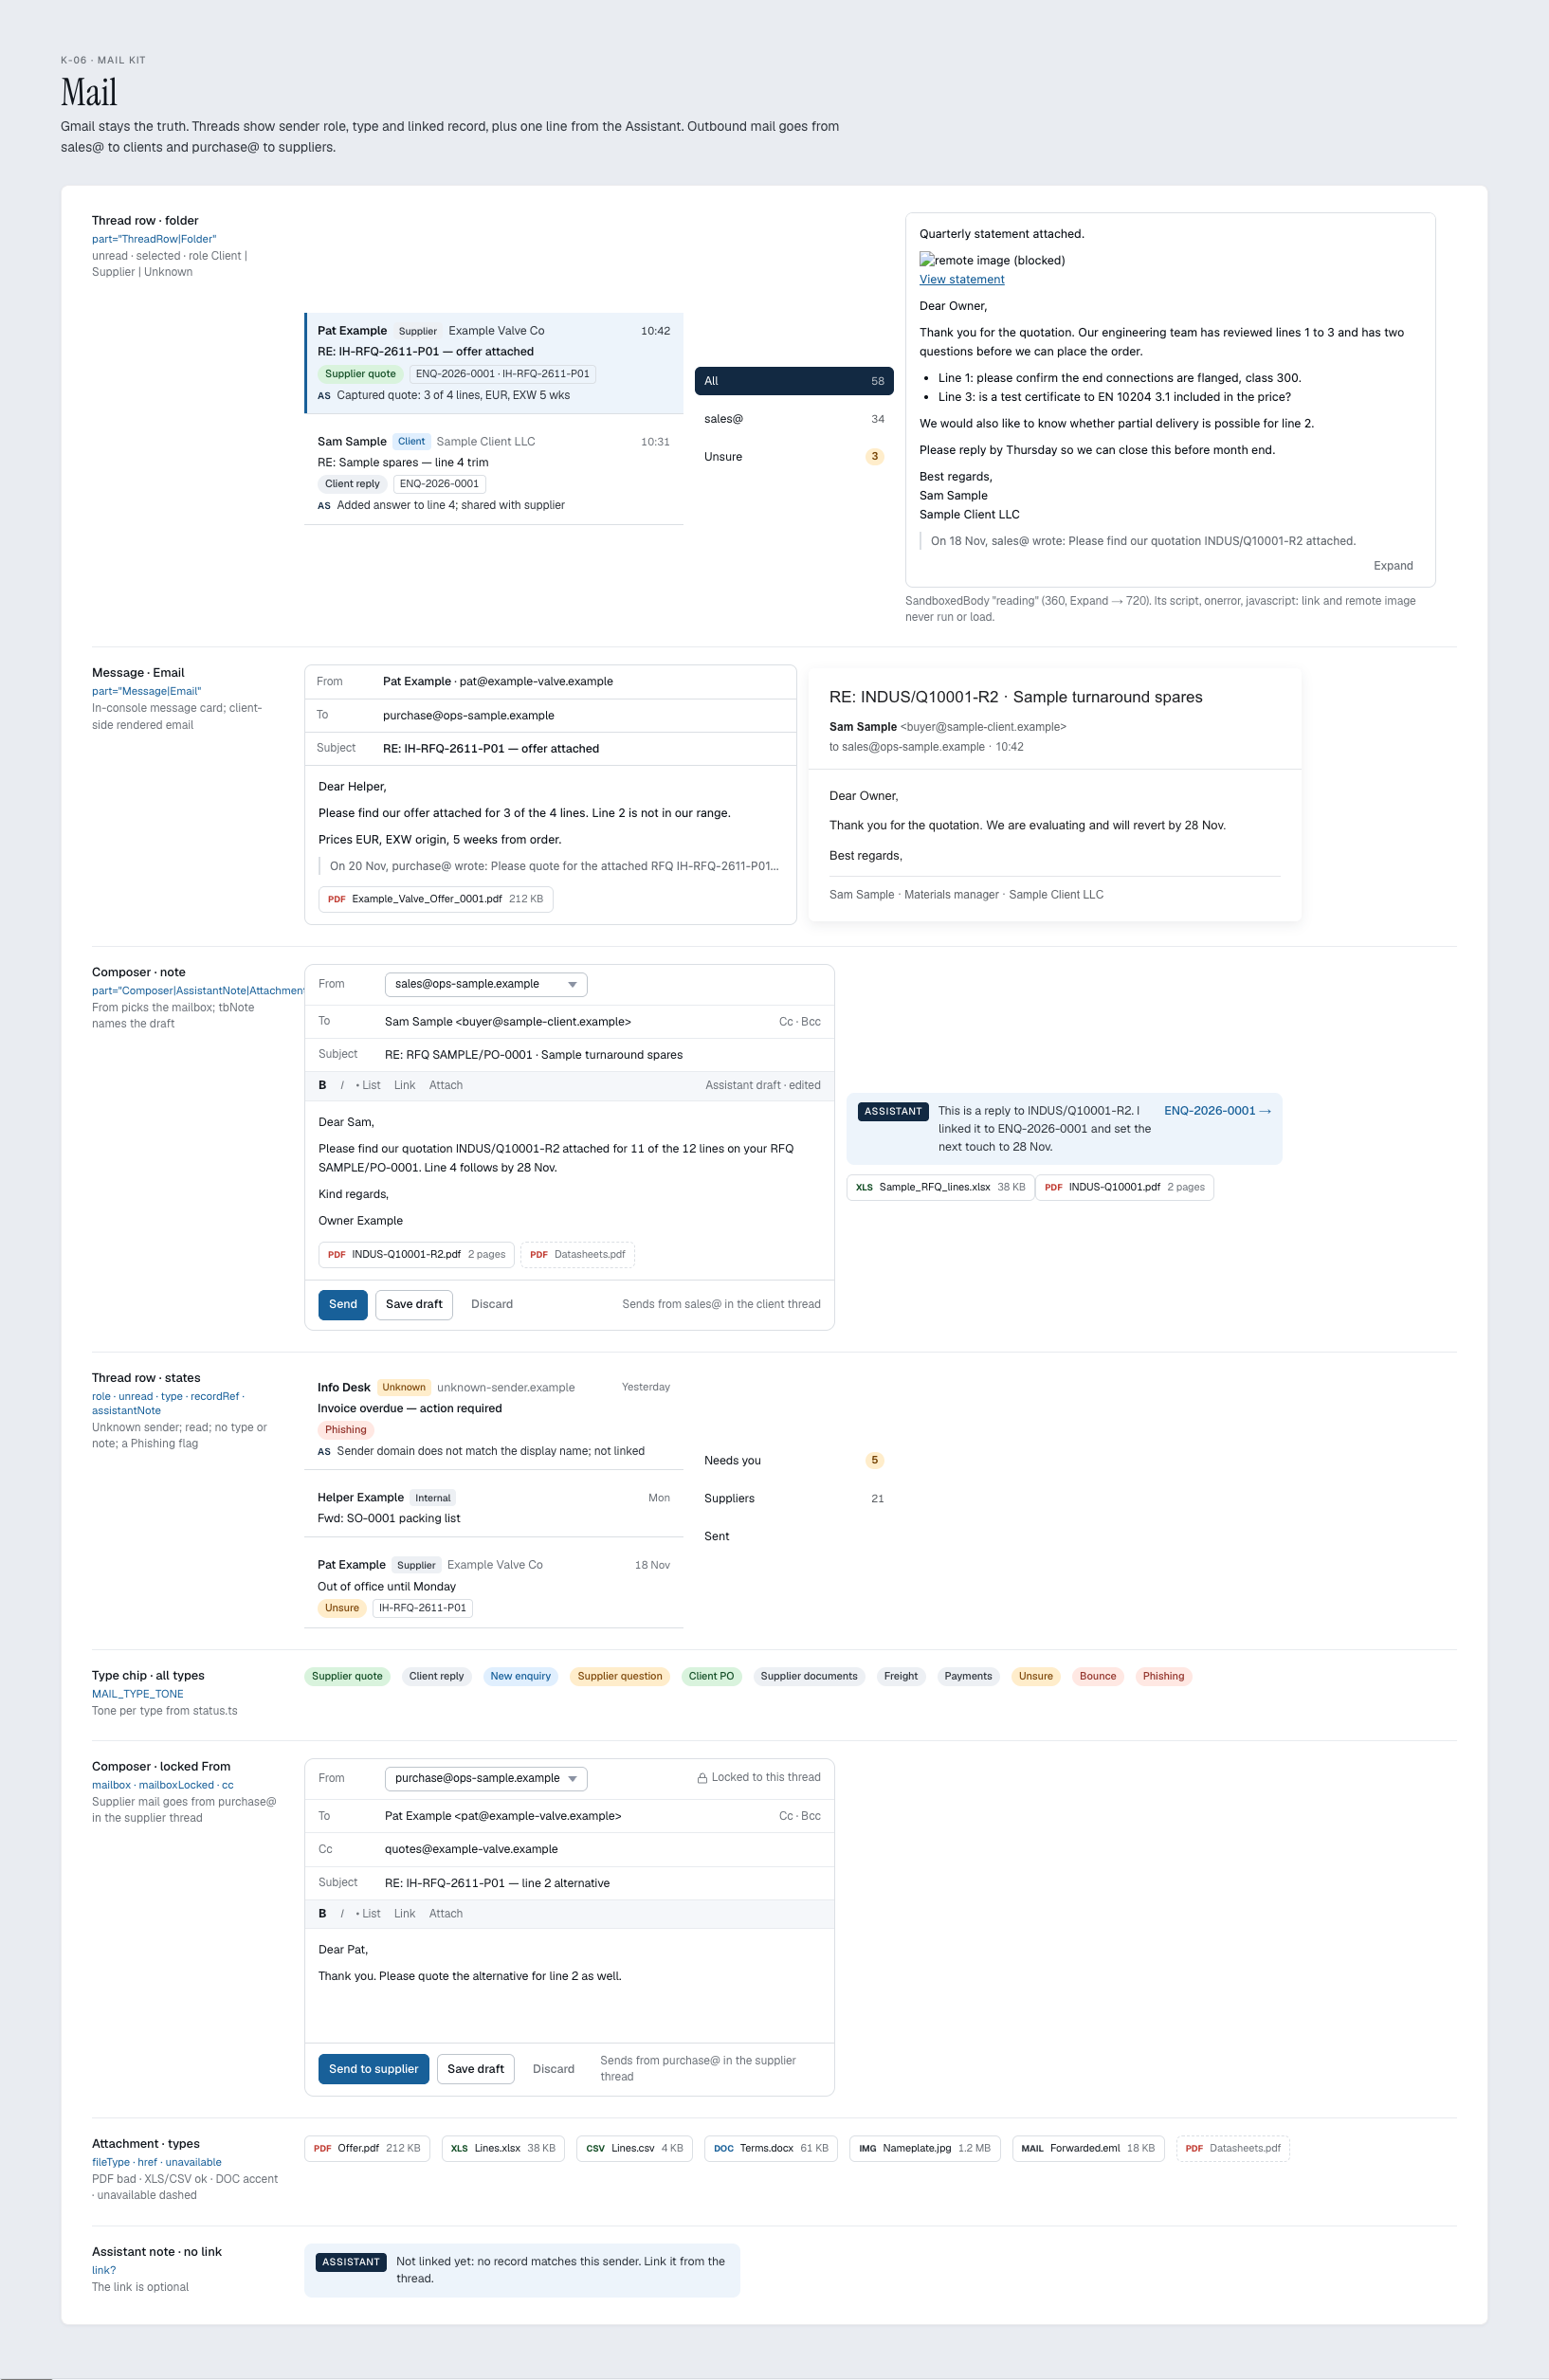 K-06 · MAIL KIT
Mail
Gmail stays the truth. Threads show sender role, type and linked record, plus one line from the Assistant. Outbound mail goes from
sales@ to clients and purchase@ to suppliers.
Thread row · folder
part="ThreadRow|Folder"
unread · selected · role Client |
Supplier | Unknown
Pat Example Supplier Example Valve Co 10:42
RE: IH-RFQ-2611-P01 — offer attached
Supplier quote ENQ-2026-0001 · IH-RFQ-2611-P01
AS Captured quote: 3 of 4 lines, EUR, EXW 5 wks
Sam Sample Client Sample Client LLC 10:31
RE: Sample spares — line 4 trim
Client reply ENQ-2026-0001
AS Added answer to line 4; shared with supplier
All 58
sales@ 34
Unsure 3
Quarterly statement attached.
remote image (blocked)
View statement
Dear Owner,
Thank you for the quotation. Our engineering team has reviewed lines 1 to 3 and has two
questions before we can place the order.
• Line 1: please confirm the end connections are flanged, class 300.
• Line 3: is a test certificate to EN 10204 3.1 included in the price?
We would also like to know whether partial delivery is possible for line 2.
Please reply by Thursday so we can close this before month end.
Best regards,
Sam Sample
Sample Client LLC
On 18 Nov, sales@ wrote: Please find our quotation INDUS/Q10001-R2 attached.
Expand
SandboxedBody "reading" (360, Expand → 720). Its script, onerror, javascript: link and remote image
never run or load.
Message · Email
part="Message|Email"
In-console message card; client-
side rendered email
From Pat Example · pat@example-valve.example
To purchase@ops-sample.example
Subject RE: IH-RFQ-2611-P01 — offer attached
Dear Helper,
Please find our offer attached for 3 of the 4 lines. Line 2 is not in our range.
Prices EUR, EXW origin, 5 weeks from order.
On 20 Nov, purchase@ wrote: Please quote for the attached RFQ IH-RFQ-2611-P01...
PDF Example_Valve_Offer_0001.pdf 212 KB
RE: INDUS/Q10001-R2 · Sample turnaround spares
Sam Sample <buyer@sample-client.example>
to sales@ops-sample.example · 10:42
Dear Owner,
Thank you for the quotation. We are evaluating and will revert by 28 Nov.
Best regards,
Sam Sample · Materials manager · Sample Client LLC
Composer · note
part="Composer|AssistantNote|Attachment
From picks the mailbox; tbNote
names the draft
From sales@ops-sample.example
To Sam Sample <buyer@sample-client.example> Cc · Bcc
Subject RE: RFQ SAMPLE/PO-0001 · Sample turnaround spares
B I • List Link Attach Assistant draft · edited
Dear Sam,
Please find our quotation INDUS/Q10001-R2 attached for 11 of the 12 lines on your RFQ
SAMPLE/PO-0001. Line 4 follows by 28 Nov.
Kind regards,
Owner Example
PDF INDUS-Q10001-R2.pdf 2 pages PDF Datasheets.pdf
Send Save draft Discard Sends from sales@ in the client thread
ASSISTANT This is a reply to INDUS/Q10001-R2. I ENQ-2026-0001 →
linked it to ENQ-2026-0001 and set the
next touch to 28 Nov.
XLS Sample_RFQ_lines.xlsx 38 KB PDF INDUS-Q10001.pdf 2 pages
Thread row · states
role · unread · type · recordRef ·
assistantNote
Unknown sender; read; no type or
note; a Phishing flag
Info Desk Unknown unknown-sender.example Yesterday
Invoice overdue — action required
Phishing
AS Sender domain does not match the display name; not linked
Helper Example Internal Mon
Fwd: SO-0001 packing list
Pat Example Supplier Example Valve Co 18 Nov
Out of office until Monday
Unsure IH-RFQ-2611-P01
Needs you 5
Suppliers 21
Sent
Type chip · all types
MAIL_TYPE_TONE
Tone per type from status.ts
Supplier quote Client reply New enquiry Supplier question Client PO Supplier documents Freight Payments Unsure Bounce Phishing
Composer · locked From
mailbox · mailboxLocked · cc
Supplier mail goes from purchase@
in the supplier thread
From purchase@ops-sample.example Locked to this thread
To Pat Example <pat@example-valve.example> Cc · Bcc
Cc quotes@example-valve.example
Subject RE: IH-RFQ-2611-P01 — line 2 alternative
B I • List Link Attach
Dear Pat,
Thank you. Please quote the alternative for line 2 as well.
Send to supplier Save draft Discard Sends from purchase@ in the supplier
thread
Attachment · types
fileType · href · unavailable
PDF bad · XLS/CSV ok · DOC accent
· unavailable dashed
PDF Offer.pdf 212 KB XLS Lines.xlsx 38 KB CSV Lines.csv 4 KB DOC Terms.docx 61 KB IMG Nameplate.jpg 1.2 MB MAIL Forwarded.eml 18 KB PDF Datasheets.pdf
Assistant note · no link
link?
The link is optional
ASSISTANT Not linked yet: no record matches this sender. Link it from the
thread.